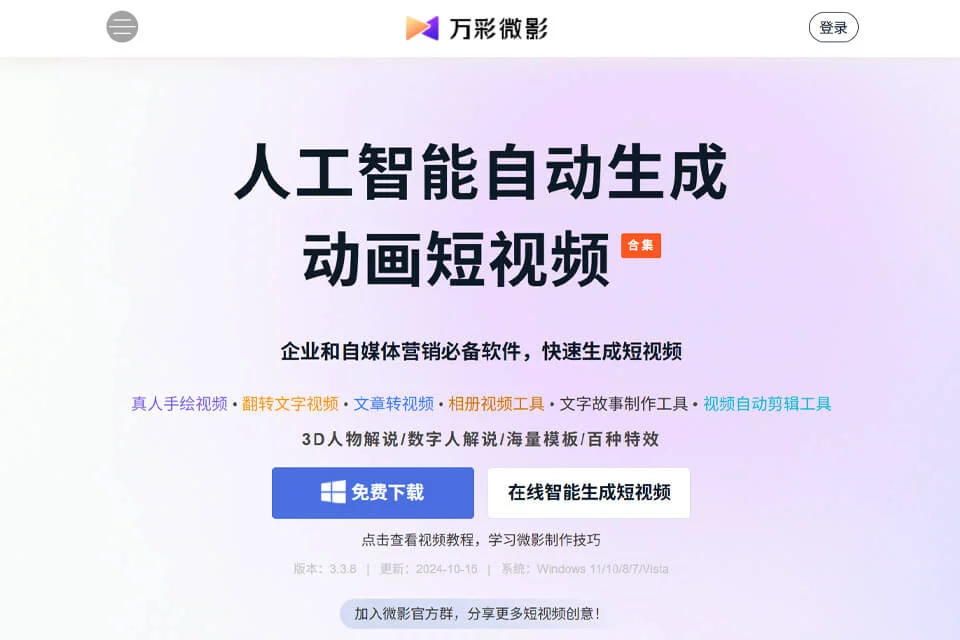 万彩微影
登录
人工智能自动生成
动画短视频 合集
企业和自媒体营销必备软件，快速生成短视频
真人手绘视频 • 翻转文字视频 • 文章转视频 • 相册视频工具 • 文字故事制作工具 • 视频自动剪辑工具
3D人物解说/数字人解说/海量模板/百种特效
免费下载
在线智能生成短视频
点击查看视频教程，学习微影制作技巧
版本：3.3.8 | 更新：2024-10-16 | 系统：Windows 11/10/8/7/Vista
加入微影官方群，分享更多短视频创意！